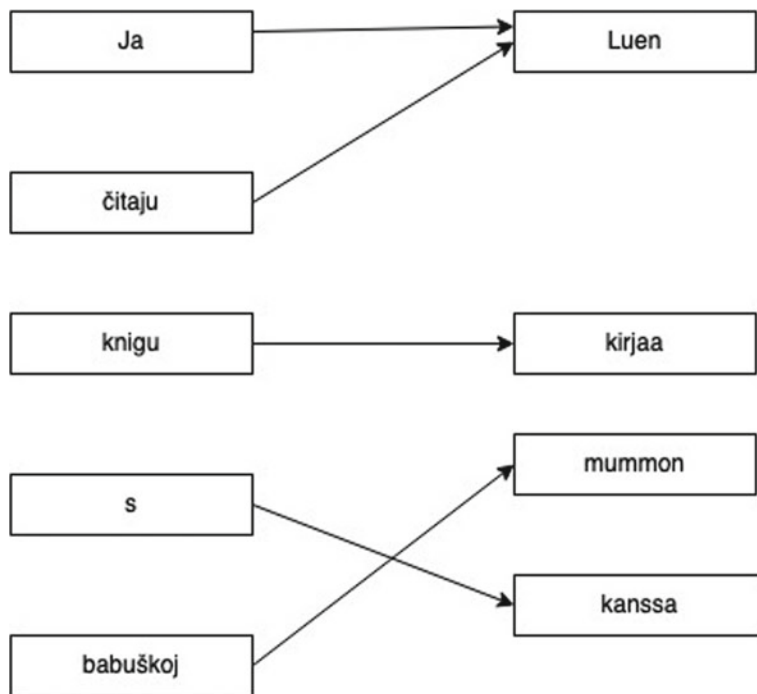 Ja
Luen
čitaju
knigu
kirjaa
mummon
s
kanssa
babuškoj